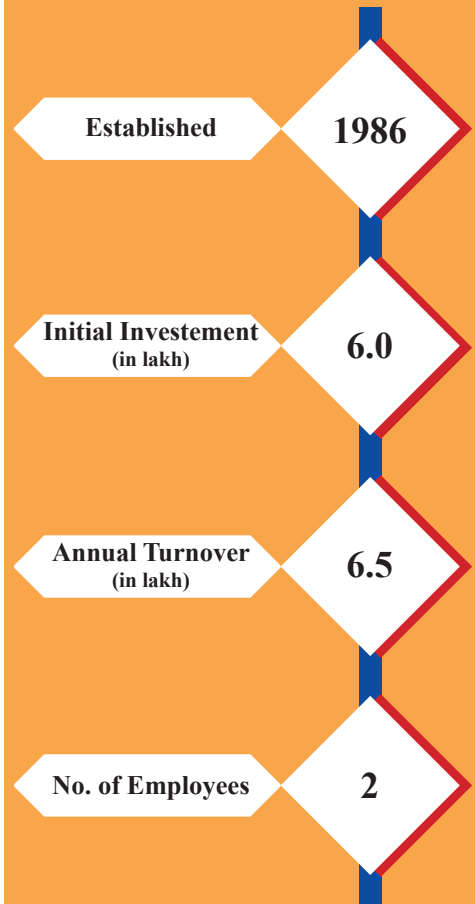 Established
1986
Initial Investement
(in lakh)
6.0
Annual Turnover
(in lakh)
6.5
No. of Employees
2